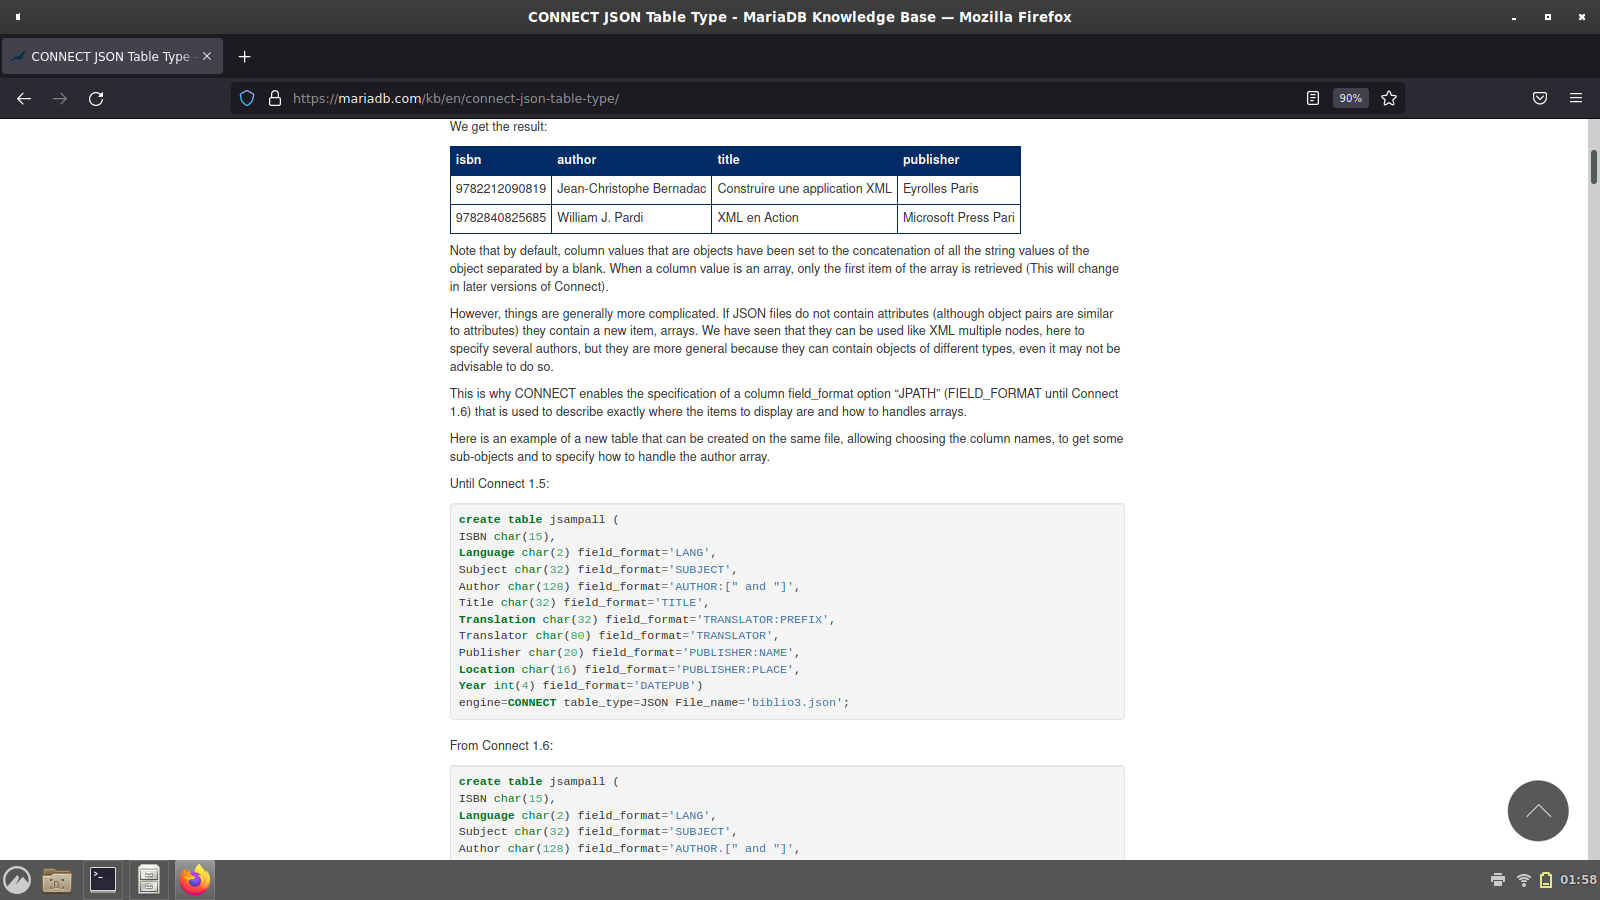 CONNECT JSON Table Type - MariaDB Knowledge Base — Mozilla Firefox
CONNECT JSON Table Type -
https://mariadb.com/kb/en/connect-json-table-type/
90%
We get the result:
isbn author title publisher
9782212090819 Jean-Christophe Bernadac Construire une application XML Eyrolles Paris
9782840825685 William J. Pardi XML en Action Microsoft Press Pari
Note that by default, column values that are objects have been set to the concatenation of all the string values of the
object separated by a blank. When a column value is an array, only the first item of the array is retrieved (This will change
in later versions of Connect).
However, things are generally more complicated. If JSON files do not contain attributes (although object pairs are similar
to attributes) they contain a new item, arrays. We have seen that they can be used like XML multiple nodes, here to
specify several authors, but they are more general because they can contain objects of different types, even it may not be
advisable to do so.
This is why CONNECT enables the specification of a column field_format option “JPATH” (FIELD_FORMAT until Connect
1.6) that is used to describe exactly where the items to display are and how to handles arrays.
Here is an example of a new table that can be created on the same file, allowing choosing the column names, to get some
sub-objects and to specify how to handle the author array.
Until Connect 1.5:
create table jsampall (
ISBN char(15),
Language char(2) field_format='LANG',
Subject char(32) field_format='SUBJECT',
Author char(128) field_format='AUTHOR:[" and "]',
Title char(32) field_format='TITLE',
Translation char(32) field_format='TRANSLATOR:PREFIX',
Translator char(80) field_format='TRANSLATOR',
Publisher char(20) field_format='PUBLISHER:NAME',
Location char(16) field_format='PUBLISHER:PLACE',
Year int(4) field_format='DATEPUB')
engine=CONNECT table_type=JSON File_name='biblio3.json';
From Connect 1.6:
create table jsampall (
ISBN char(15),
Language char(2) field_format='LANG',
Subject char(32) field_format='SUBJECT',
Author char(128) field_format='AUTHOR.[" and "]',
01:58